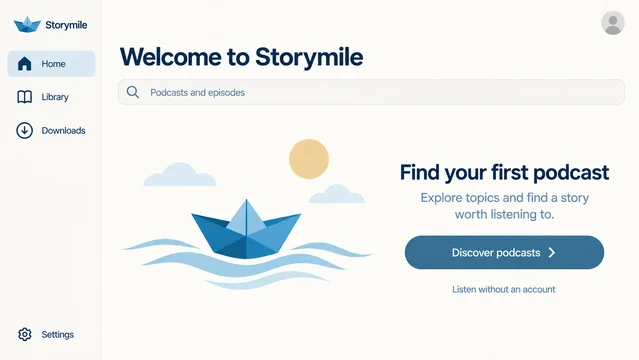 Storymile
Home
Library
Downloads
Settings
Welcome to Storymile
Podcasts and episodes
Find your first podcast
Explore topics and find a story
worth listening to.
Discover podcasts
Listen without an account